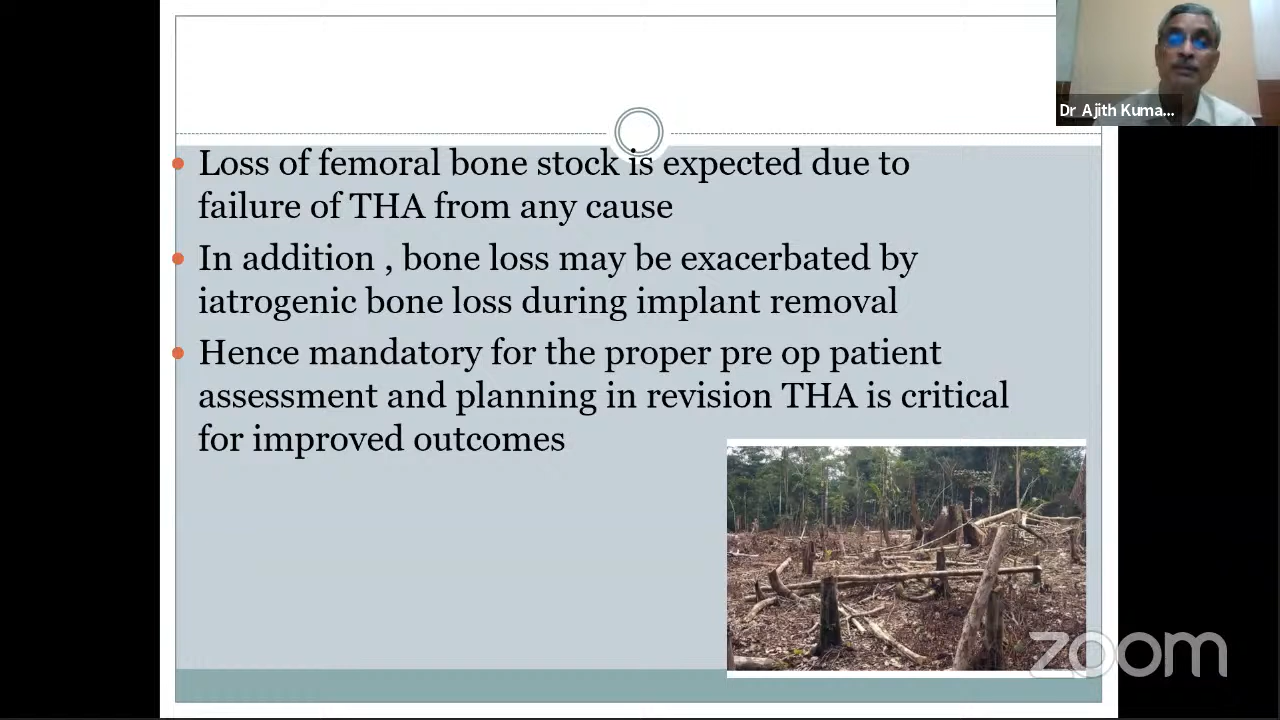 Dr Ajith Kuma...
Loss of femoral bone stock is expected due to
failure of THA from any cause
In addition , bone loss may be exacerbated by
iatrogenic bone loss during implant removal
Hence mandatory for the proper pre op patient
assessment and planning in revision THA is critical
for improved outcomes
zoom